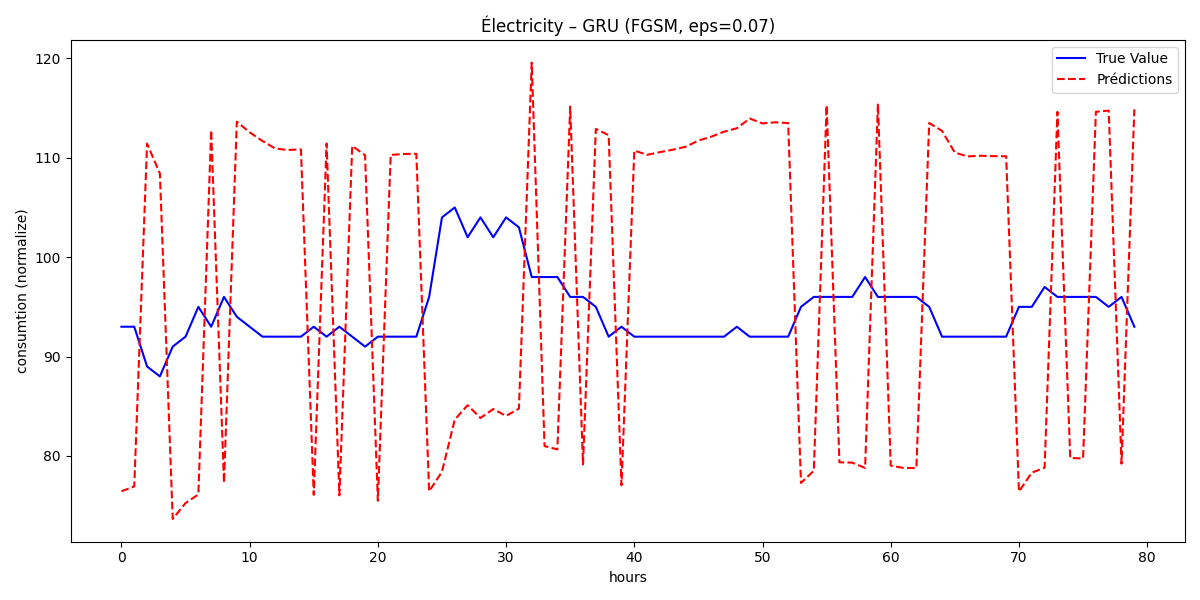 Électricity – GRU (FGSM, eps=0.07)
True Value
Prédictions
consumtion (normalize)
120
110
100
90
80
0 10 20 30 40 50 60 70 80
hours